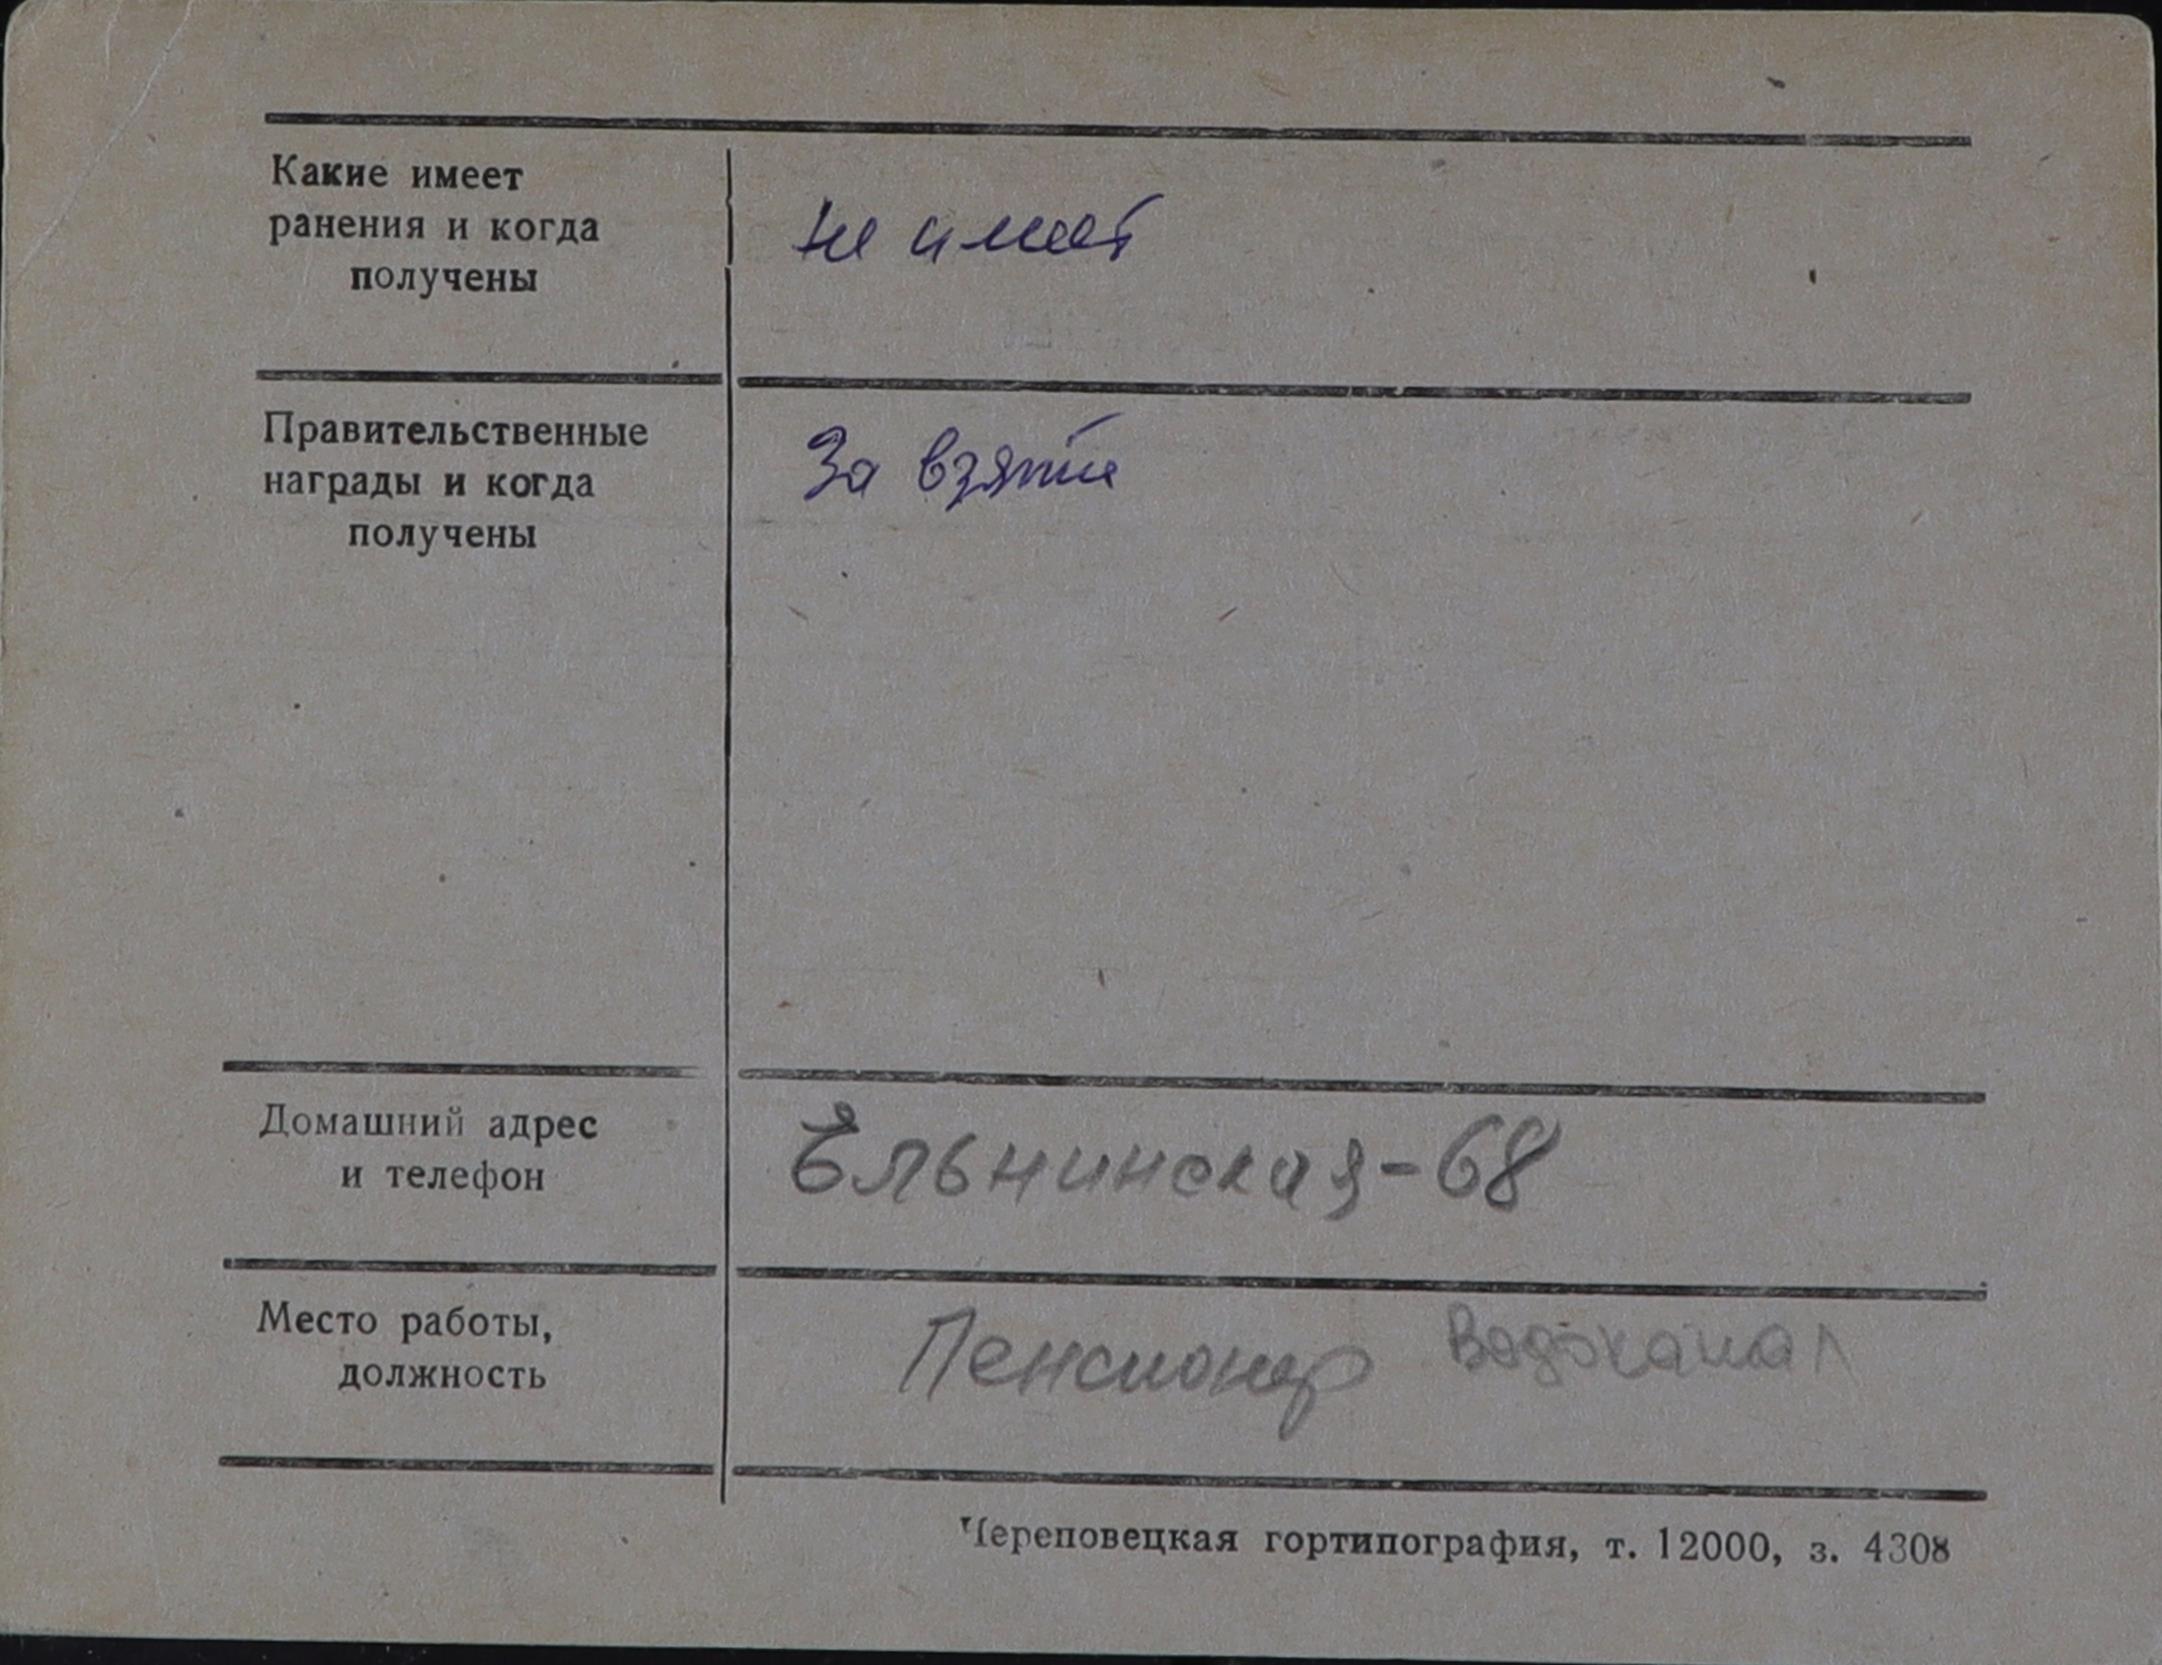 Какие имеет
ранения и когда
получены
не имеет
Правительственные
награды и когда
получены
За взятие
Домашний адрес
и телефон
Ельнинская-68
Место работы,
должность
Пенсионер Водоканал
Череповецкая гортипография, т. 12000, з. 4308